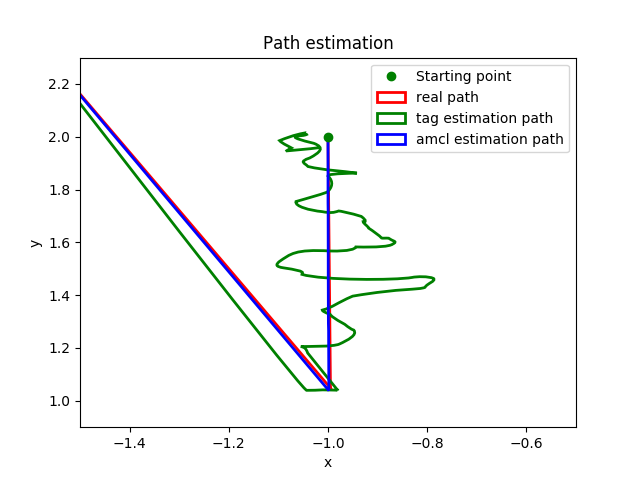 Path estimation
Starting point
real path
tag estimation path
amcl estimation path
y
2.2
2.0
1.8
1.6
1.4
1.2
1.0
−1.4 −1.2 −1.0 −0.8 −0.6
x